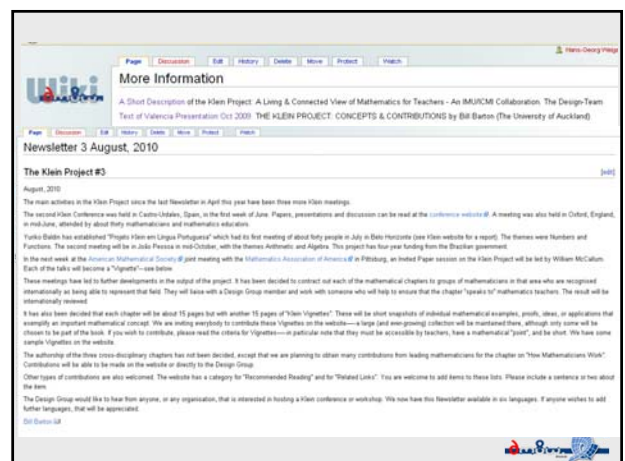 Hans-Georg Weigand
Page Discussion Edit History Delete Move Protect Watch
Wiki
More Information
A Short Description of the Klein Project: A Living & Connected View of Mathematics for Teachers - An IMU/ICMI Collaboration. The Design-Team
Text of Valencia Presentation Oct 2009 THE KLEIN PROJECT: CONCEPTS & CONTRIBUTIONS by Bill Barton (The University of Auckland)
Page Discussion Edit History Delete Move Protect Watch
Newsletter 3 August, 2010
The Klein Project #3 [edit]
August, 2010
The main activities in the Klein Project since the last Newsletter in April this year have been three more Klein meetings.
The second Klein Conference was held in Castro-Urdales, Spain, in the first week of June. Papers, presentations and discussion can be read at the conference website. A meeting was also held in Oxford, England,
in mid-June, attended by about thirty mathematicians and mathematics educators.
Yuriko Baldin has established "Projeto Klein em Lingua Portuguesa" which had its first meeting of about forty people in July in Belo Horizonte (see Klein website for a report). The themes were Numbers and
Functions. The second meeting will be in João Pessoa in mid-October, with the themes Arithmetic and Algebra. This project has four-year funding from the Brazilian government.
In the next week at the American Mathematical Society joint meeting with the Mathematics Association of America in Pittsburg, an Invited Paper session on the Klein Project will be led by William McCallum.
Each of the talks will become a "Vignette"—see below.
These meetings have led to further developments in the output of the project. It has been decided to contract out each of the mathematical chapters to groups of mathematicians in that area who are recognised
internationally as being able to represent that field. They will liaise with a Design Group member and work with someone who will help to ensure that the chapter "speaks to" mathematics teachers. The result will be
internationally reviewed.
It has also been decided that each chapter will be about 15 pages but with another 15 pages of "Klein Vignettes". These will be short snapshots of individual mathematical examples, proofs, ideas, or applications that
exemplify an important mathematical concept. We are inviting everybody to contribute these Vignettes on the website—a large (and ever-growing) collection will be maintained there, although only some will be
chosen to be part of the book. If you wish to contribute, please read the criteria for Vignettes—in particular note that they must be accessible by teachers, have a mathematical "point", and be short. We have some
sample Vignettes on the website.
The authorship of the three cross-disciplinary chapters has not been decided, except that we are planning to obtain many contributions from leading mathematicians for the chapter on "How Mathematicians Work".
Contributions will be able to be made on the website or directly to the Design Group.
Other types of contributions are also welcomed. The website has a category for "Recommended Reading" and for "Related Links". You are welcome to add items to these lists. Please include a sentence or two about
the item.
The Design Group would like to hear from anyone, or any organisation, that is interested in hosting a Klein conference or workshop. We now have this Newsletter available in six languages. If anyone wishes to add
further languages, that will be appreciated.
Bill Barton